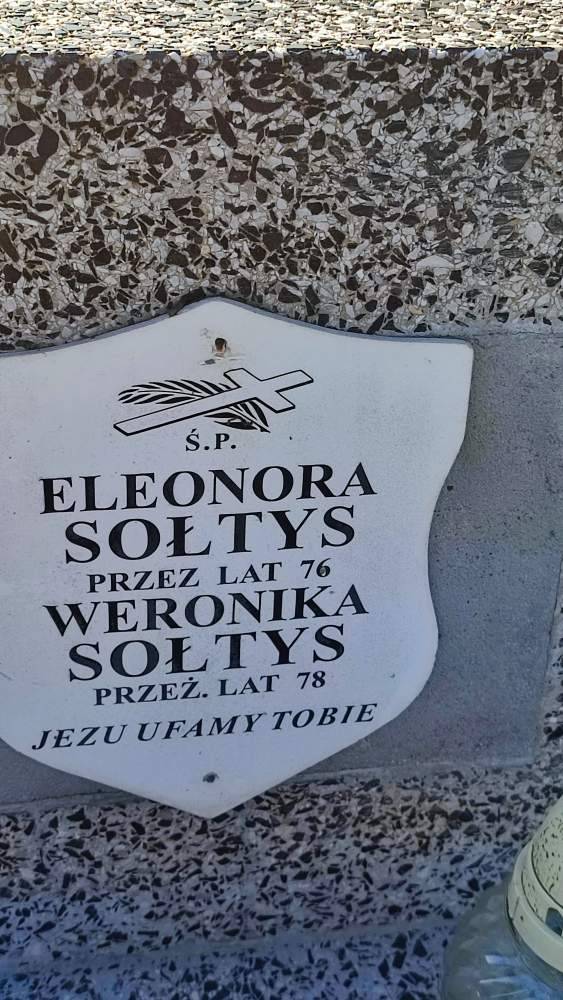 Ś.P.
ELEONORA
SOŁTYS
PRZEZ LAT 76
WERONIKA
SOŁTYS
PRZEŻ. LAT 78
JEZU UFAMY TOBIE